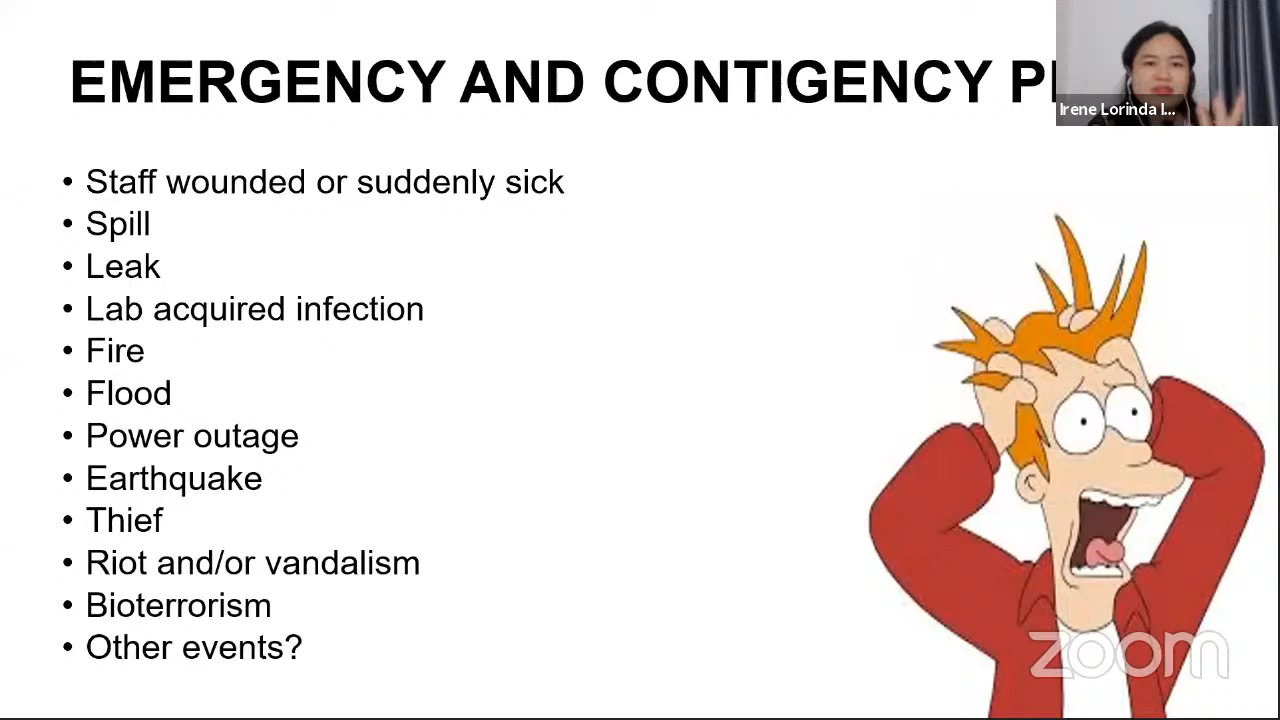 EMERGENCY AND CONTIGENCY
Irene Lorinda I...
• Staff wounded or suddenly sick
• Spill
• Leak
• Lab acquired infection
• Fire
• Flood
• Power outage
• Earthquake
• Thief
• Riot and/or vandalism
• Bioterrorism
• Other events?
zoom